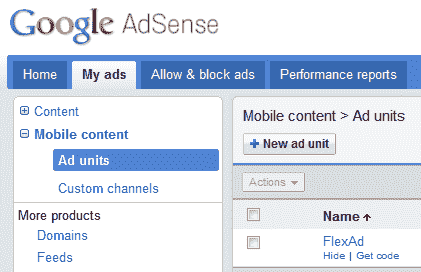 Google AdSense
Home My ads Allow & block ads Performance reports
Content
Mobile content
Ad units
Custom channels
More products
Domains
Feeds
Mobile content > Ad units
+ New ad unit
Actions
Name
FlexAd
Hide | Get code